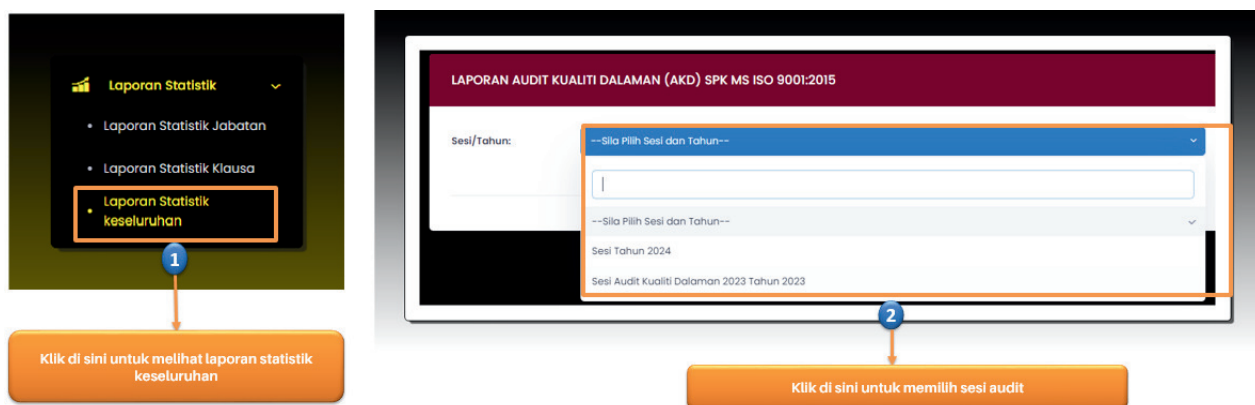 Laporan Statistik
Laporan Statistik Jabatan
Laporan Statistik Klausa
Laporan Statistik
keseluruhan
1
Klik di sini untuk melihat laporan statistik
keseluruhan
LAPORAN AUDIT KUALITI DALAMAN (AKD) SPK MS ISO 9001:2015
Sesi/Tahun:
--Sila Pilih Sesi dan Tahun--
--Sila Pilih Sesi dan Tahun--
Sesi Tahun 2024
Sesi Audit Kualiti Dalaman 2023 Tahun 2023
2
Klik di sini untuk memilih sesi audit